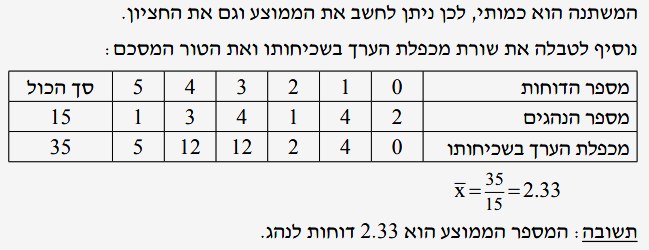 המשתנה הוא כמותי, לכן ניתן לחשב את הממוצע וגם את החציון.
נוסיף לטבלה את שורת מכפלת הערך בשכיחותו ואת הטור המסכם:
מספר הדוחות 0 1 2 3 4 5 סך הכול
מספר הנהגים 2 4 1 4 3 1 15
מכפלת הערך בשכיחותו 0 4 2 12 12 5 35
x̄ = 35/15 = 2.33
תשובה: המספר הממוצע הוא 2.33 דוחות לנהג.